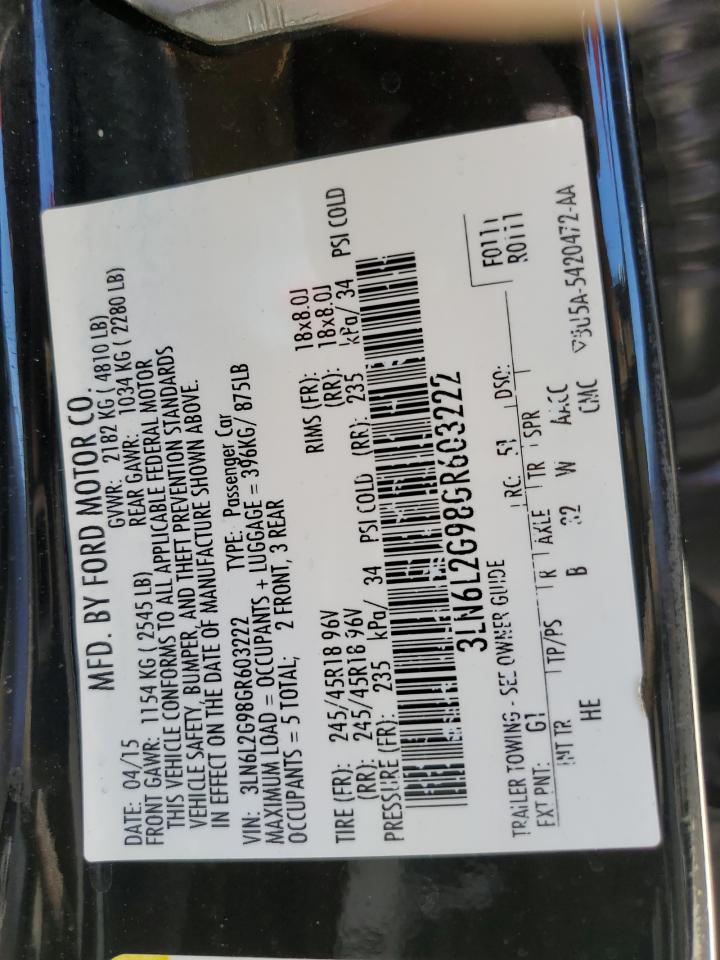 MFD. BY FORD MOTOR CO.
DATE: 04/15 GVWR: 2182 KG ( 4810 LB)
FRONT GAWR: 1154 KG ( 2545 LB) REAR GAWR: 1034 KG ( 2280 LB)
THIS VEHICLE CONFORMS TO ALL APPLICABLE FEDERAL MOTOR
VEHICLE SAFETY, BUMPER, AND THEFT PREVENTION STANDARDS
IN EFFECT ON THE DATE OF MANUFACTURE SHOWN ABOVE.
VIN: 3LN6L2G98GR603222 TYPE: Passenger Car
MAXIMUM LOAD = OCCUPANTS + LUGGAGE = 396KG/ 875LB
OCCUPANTS = 5 TOTAL; 2 FRONT, 3 REAR
TIRE (FR): 245/45R18 96V RIMS (FR): 18x8.0J
(RR): 245/45R18 96V (RR): 18x8.0J
PRESSURE (FR): 235 kPa/ 34 PSI COLD (RR): 235 kPa/ 34 PSI COLD
3LN6L2G98GR603222
F0111
R0111
TRAILER TOWING - SEE OWNER GUIDE
EXT PNT: G1 RC: 51 DSO:
INT TR TP/PS R AXLE TR SPR
HE B 32 W
CMC 5420472-AA